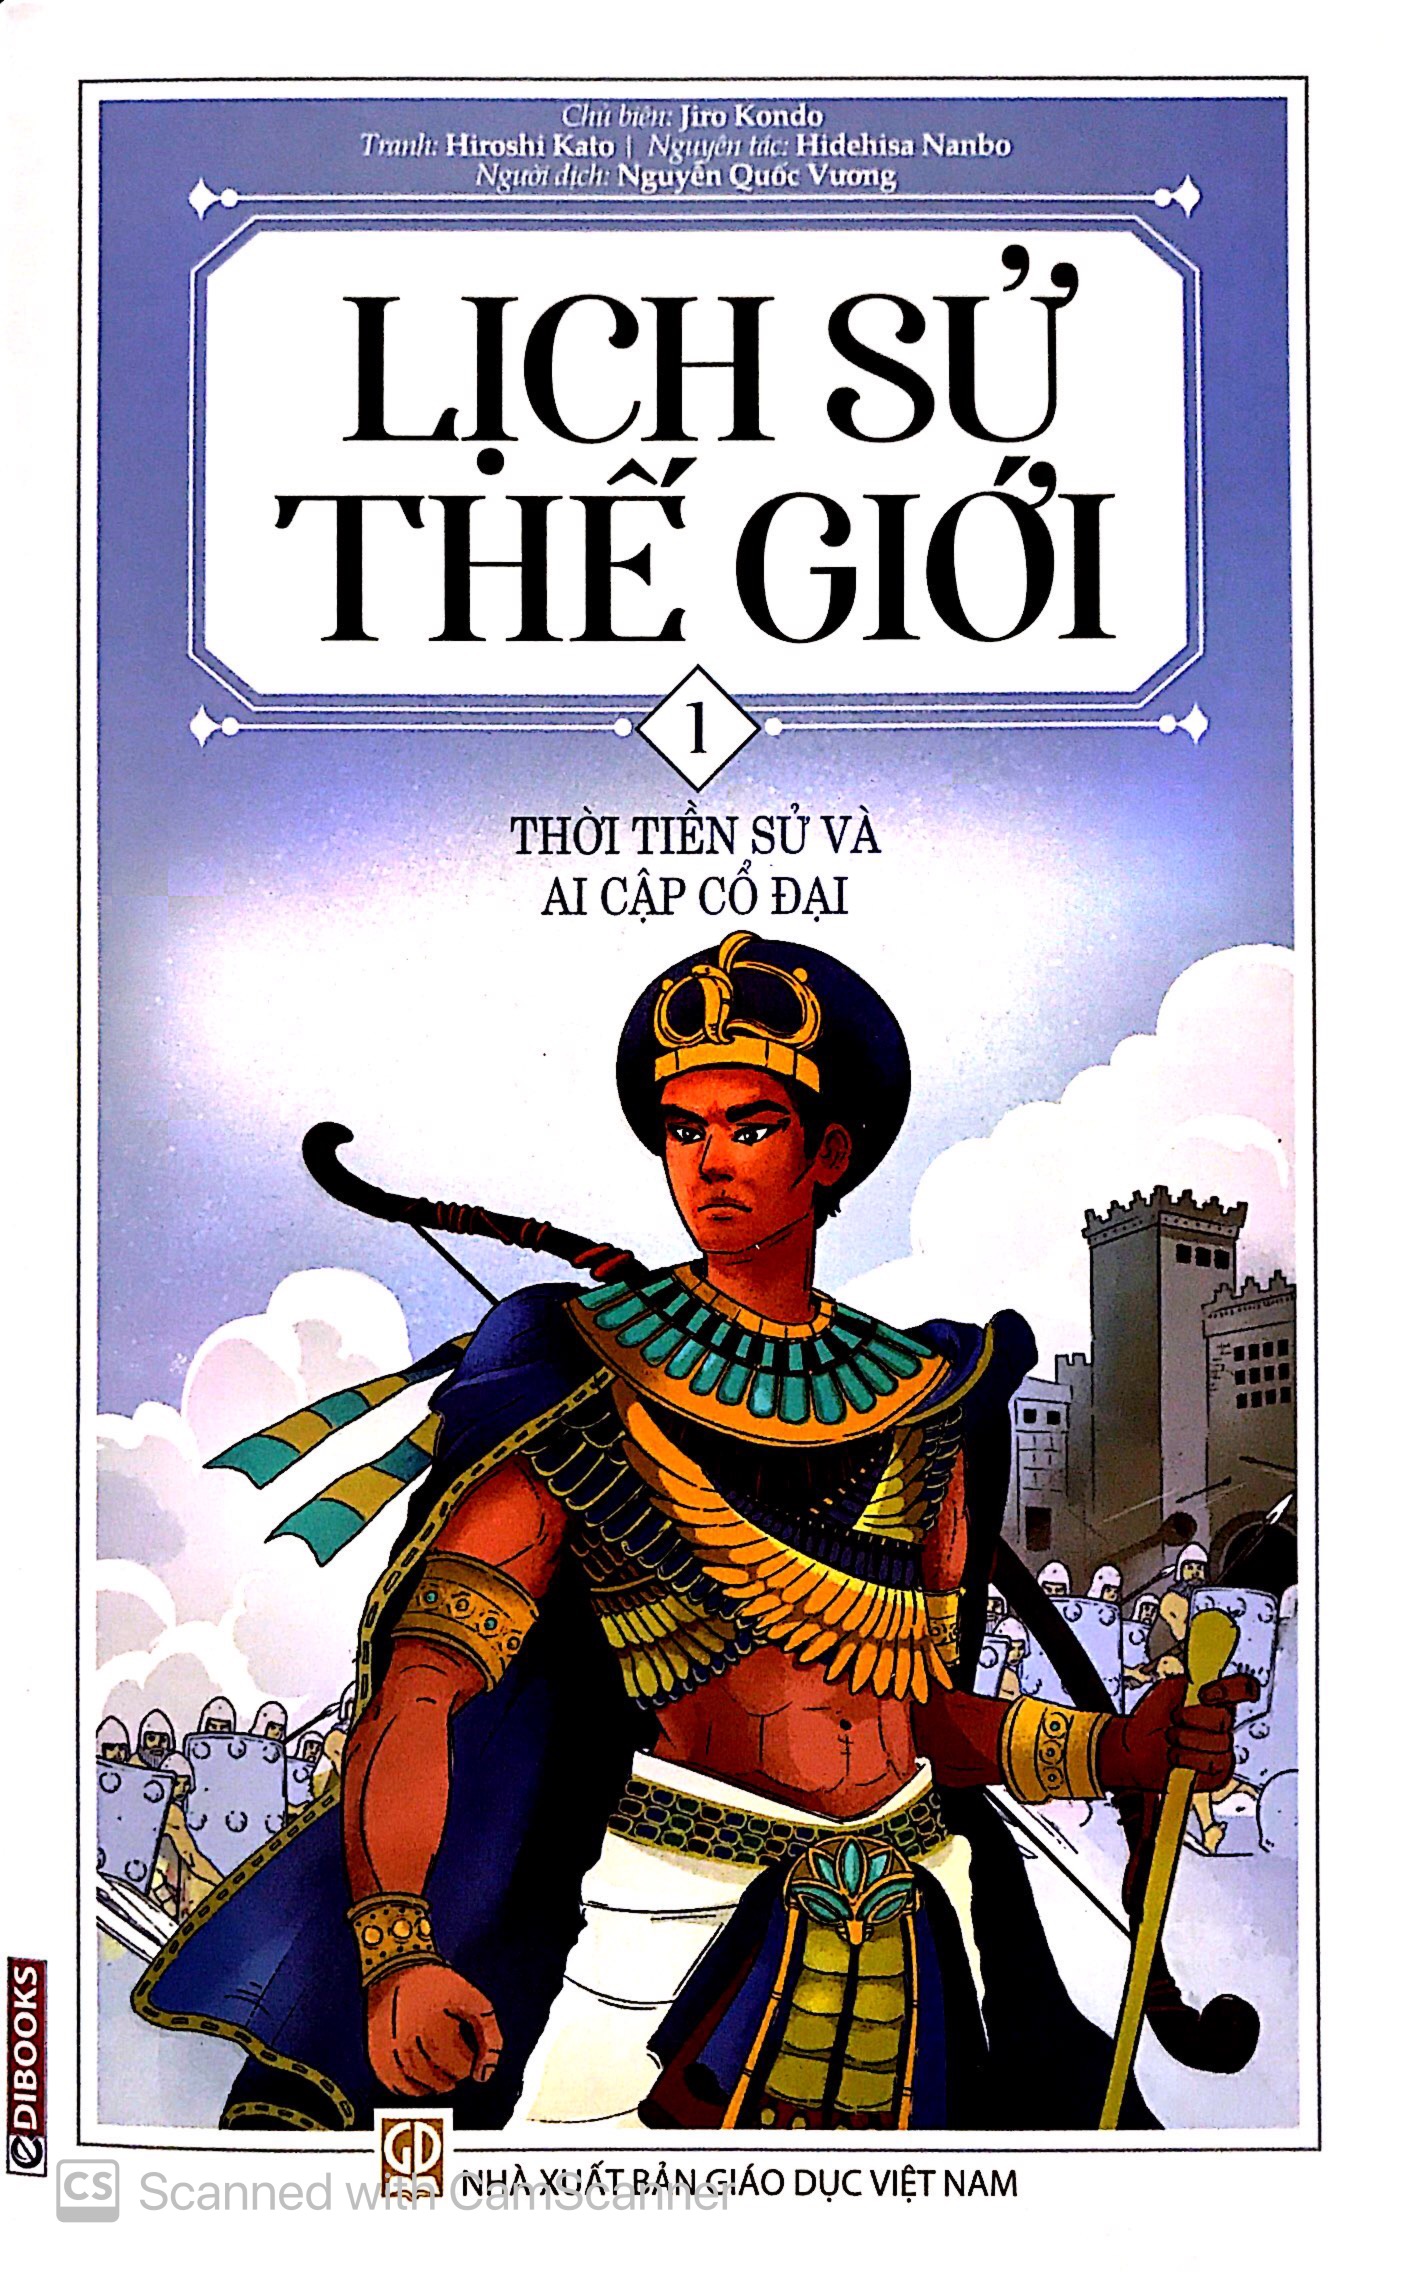 Chủ biên: Jiro Kondo
Tranh: Hiroshi Kato | Nguyên tác: Hidehisa Nanbo
Người dịch: Nguyễn Quốc Vương
LỊCH SỬ
THẾ GIỚI
1
THỜI TIỀN SỬ VÀ
AI CẬP CỔ ĐẠI
DIBOOKS
GD
NHÀ XUẤT BẢN GIÁO DỤC VIỆT NAM
CS Scanned with CamScanner